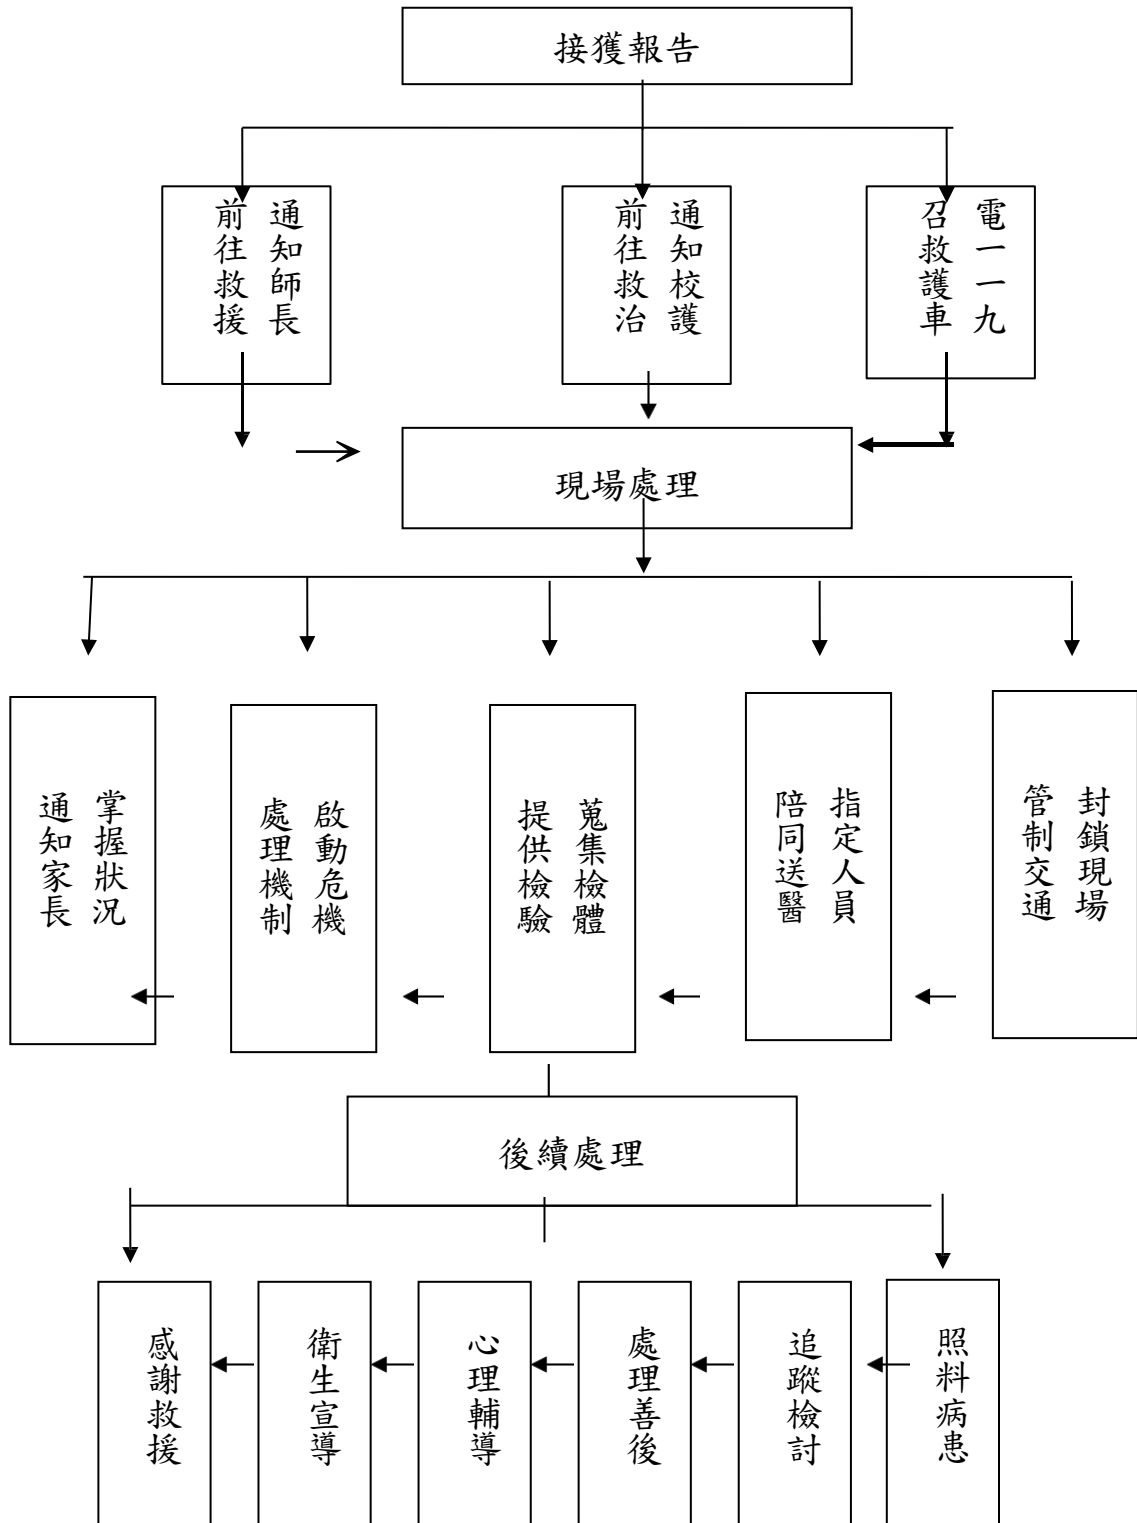 接獲報告
電一一九
召救護車
通知校護
前往救治
通知師長
前往救援
現場處理
封鎖現場
管制交通
指定人員
陪同送醫
蒐集檢體
提供檢驗
啟動危機
處理機制
掌握狀況
通知家長
後續處理
照料病患
追蹤檢討
處理善後
心理輔導
衛生宣導
感謝救援